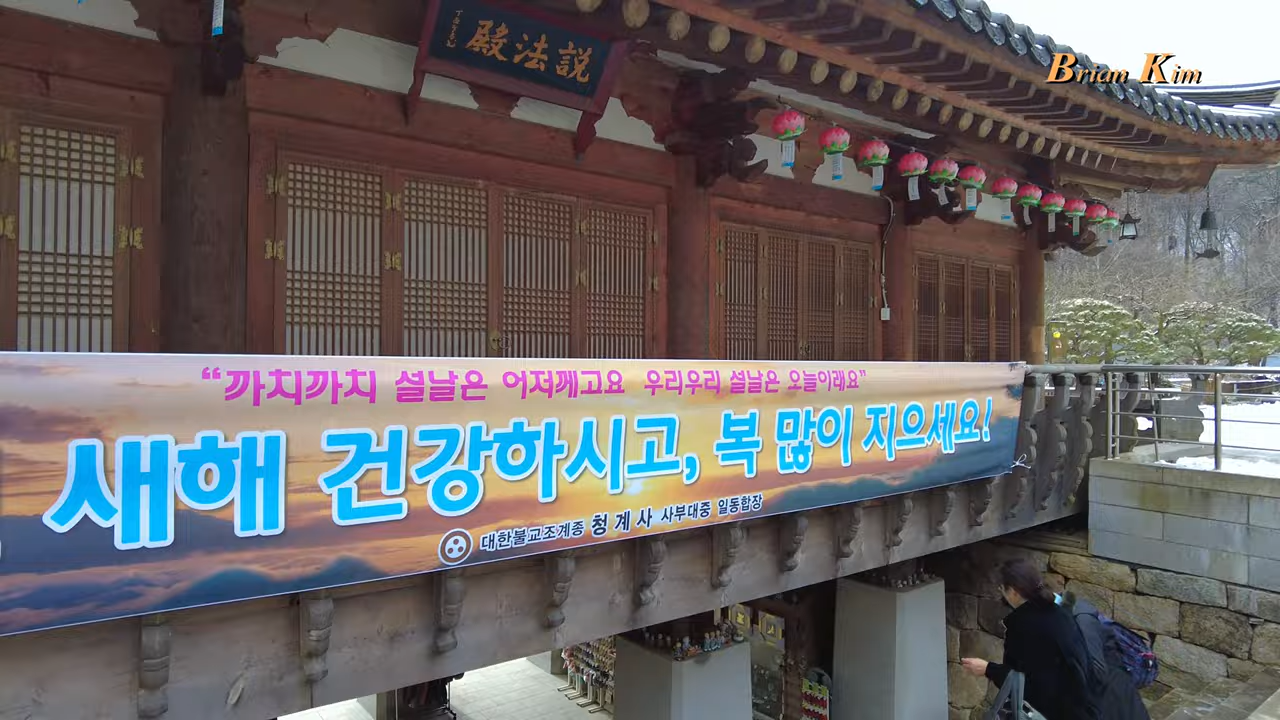 殿法說
Brian Kim
“까치까치 설날은 어저께고요 우리우리 설날은 오늘이래요”
새해 건강하시고, 복 많이 지으세요!
대한불교조계종 청계사 사부대중 일동합장